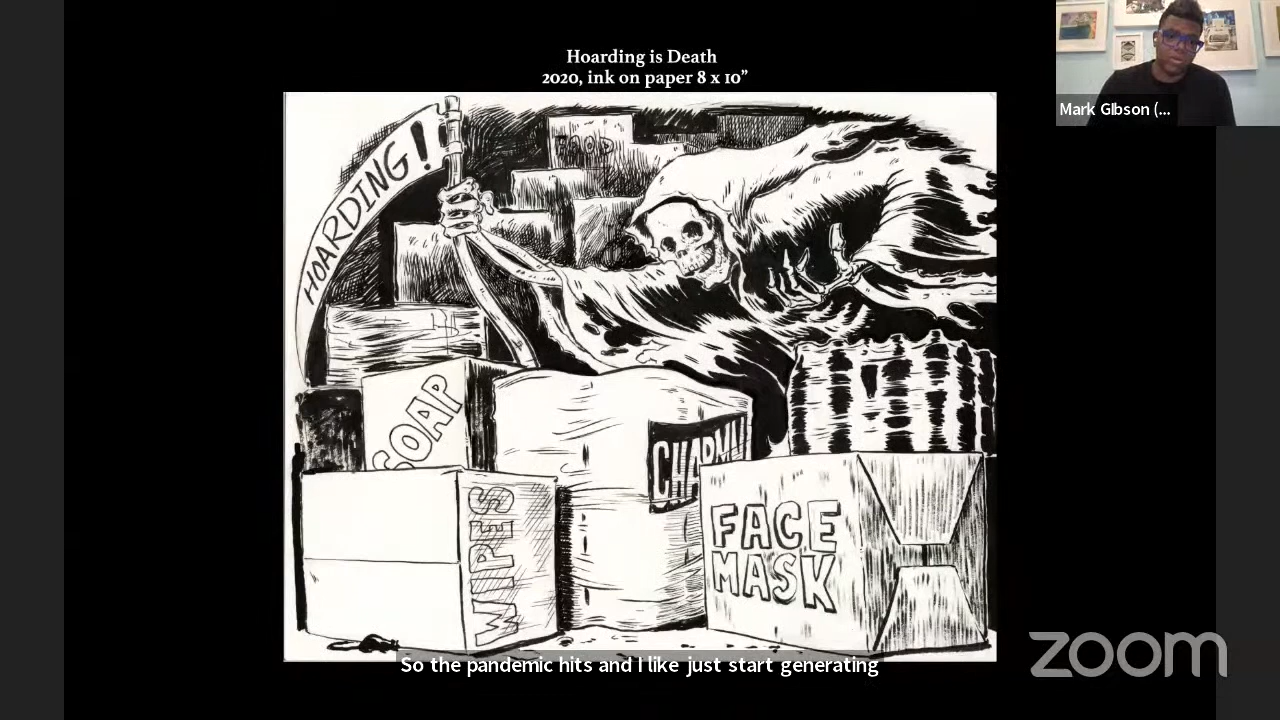 Hoarding is Death
2020, ink on paper 8 x 10”
HOARDING!
FOOD
SOAP
WIPES
CHARMIN
FACE
MASK
So the pandemic hits and I like just start generating
Mark GIbson (...
zoom